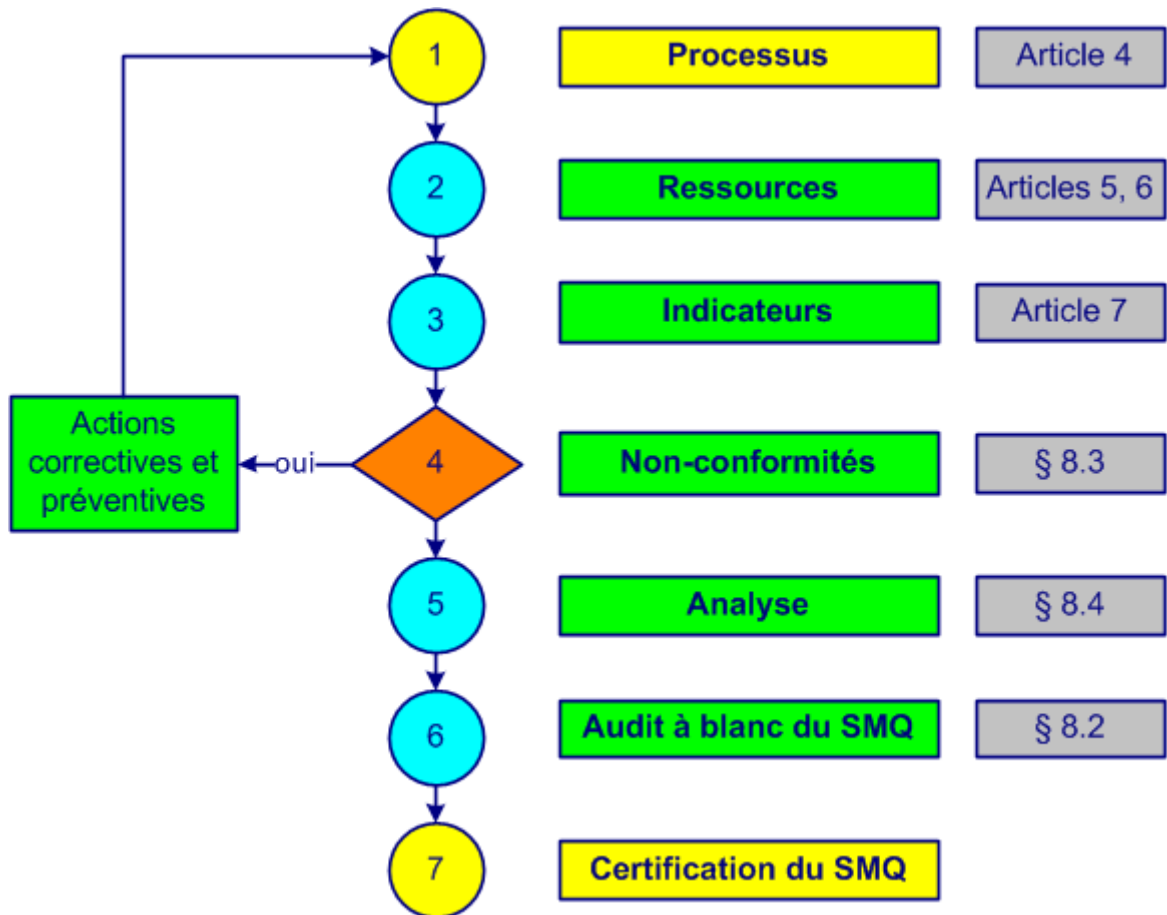 1 Processus Article 4
2 Ressources Articles 5, 6
3 Indicateurs Article 7
Actions
correctives et
préventives
oui
4 Non-conformités § 8.3
5 Analyse § 8.4
6 Audit à blanc du SMQ § 8.2
7 Certification du SMQ